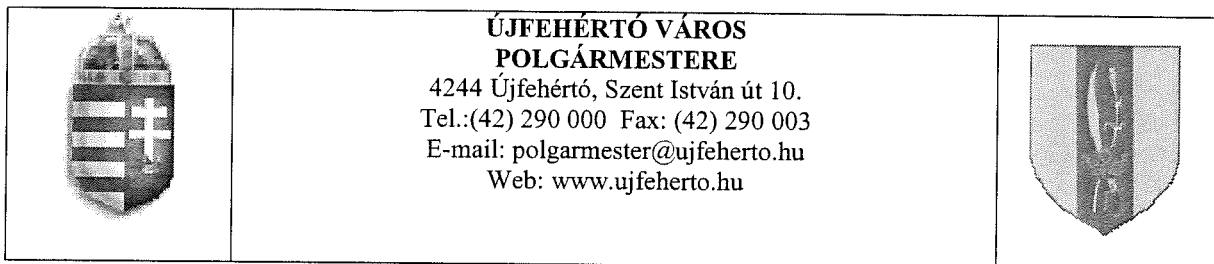 ÚJFEHÉRTÓ VÁROS
POLGÁRMESTERE
4244 Újfehértó, Szent István út 10.
Tel.:(42) 290 000 Fax: (42) 290 003
E-mail: polgarmester@ujfeherto.hu
Web: www.ujfeherto.hu